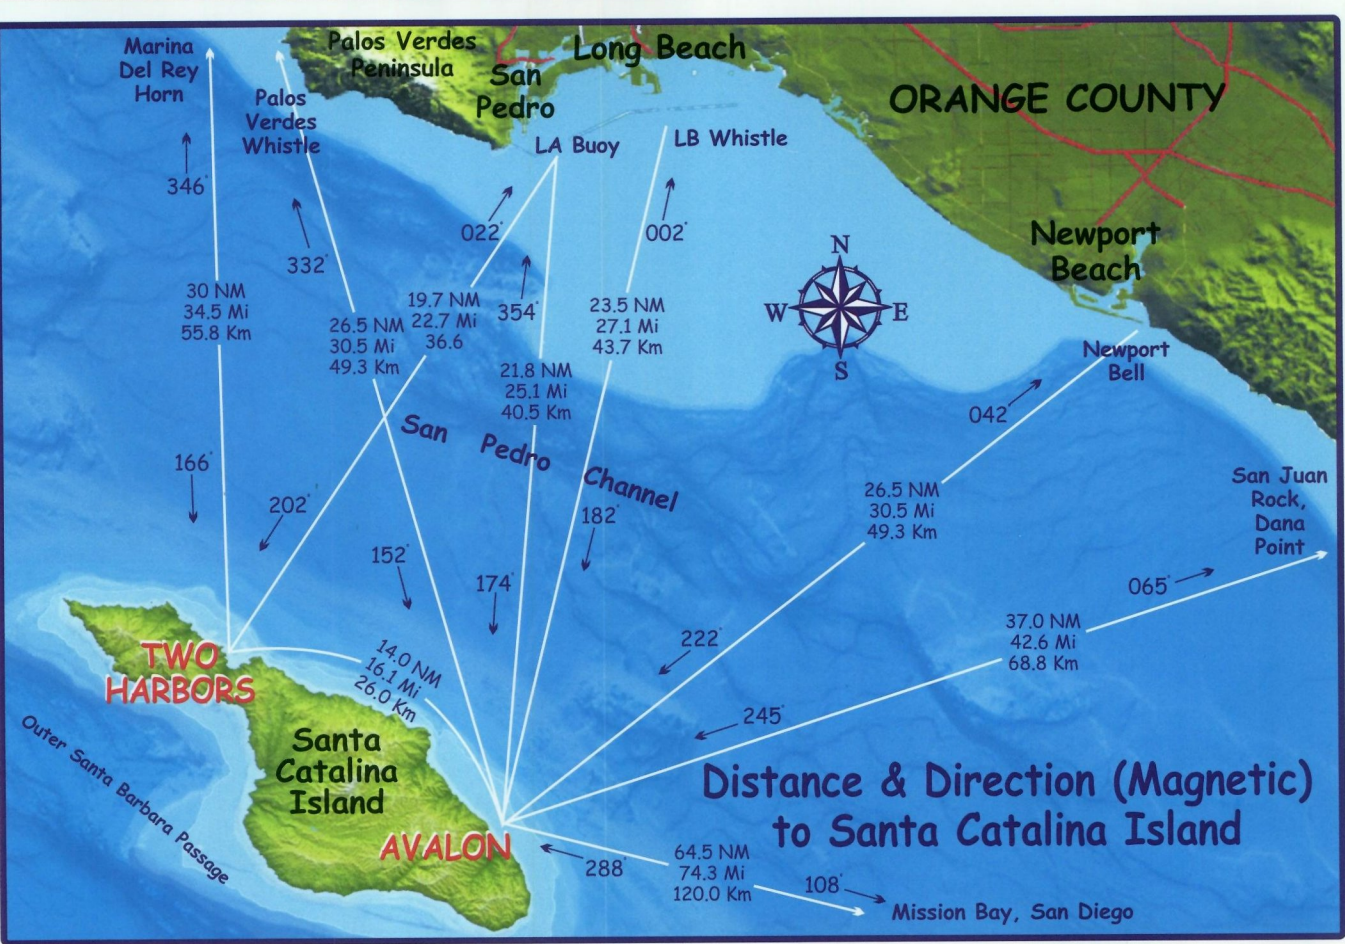 Marina
Del Rey
Horn
Palos Verdes
Peninsula
San
Pedro
Long Beach
ORANGE COUNTY
Palos
Verdes
Whistle
LA Buoy
LB Whistle
346°
332°
022°
354°
002°
N
W
E
S
Newport
Beach
Newport
Bell
30 NM
34.5 Mi
55.8 Km
26.5 NM
30.5 Mi
49.3 Km
19.7 NM
22.7 Mi
36.6
21.8 NM
25.1 Mi
40.5 Km
23.5 NM
27.1 Mi
43.7 Km
042°
San Pedro Channel
166°
202°
152°
174°
182°
26.5 NM
30.5 Mi
49.3 Km
San Juan
Rock,
Dana
Point
065°
222°
37.0 NM
42.6 Mi
68.8 Km
245°
TWO
HARBORS
14.0 NM
16.1 Mi
26.0 Km
Santa
Catalina
Island
Outer Santa Barbara Passage
AVALON
Distance & Direction (Magnetic)
to Santa Catalina Island
288°
64.5 NM
74.3 Mi
120.0 Km
108°
Mission Bay, San Diego